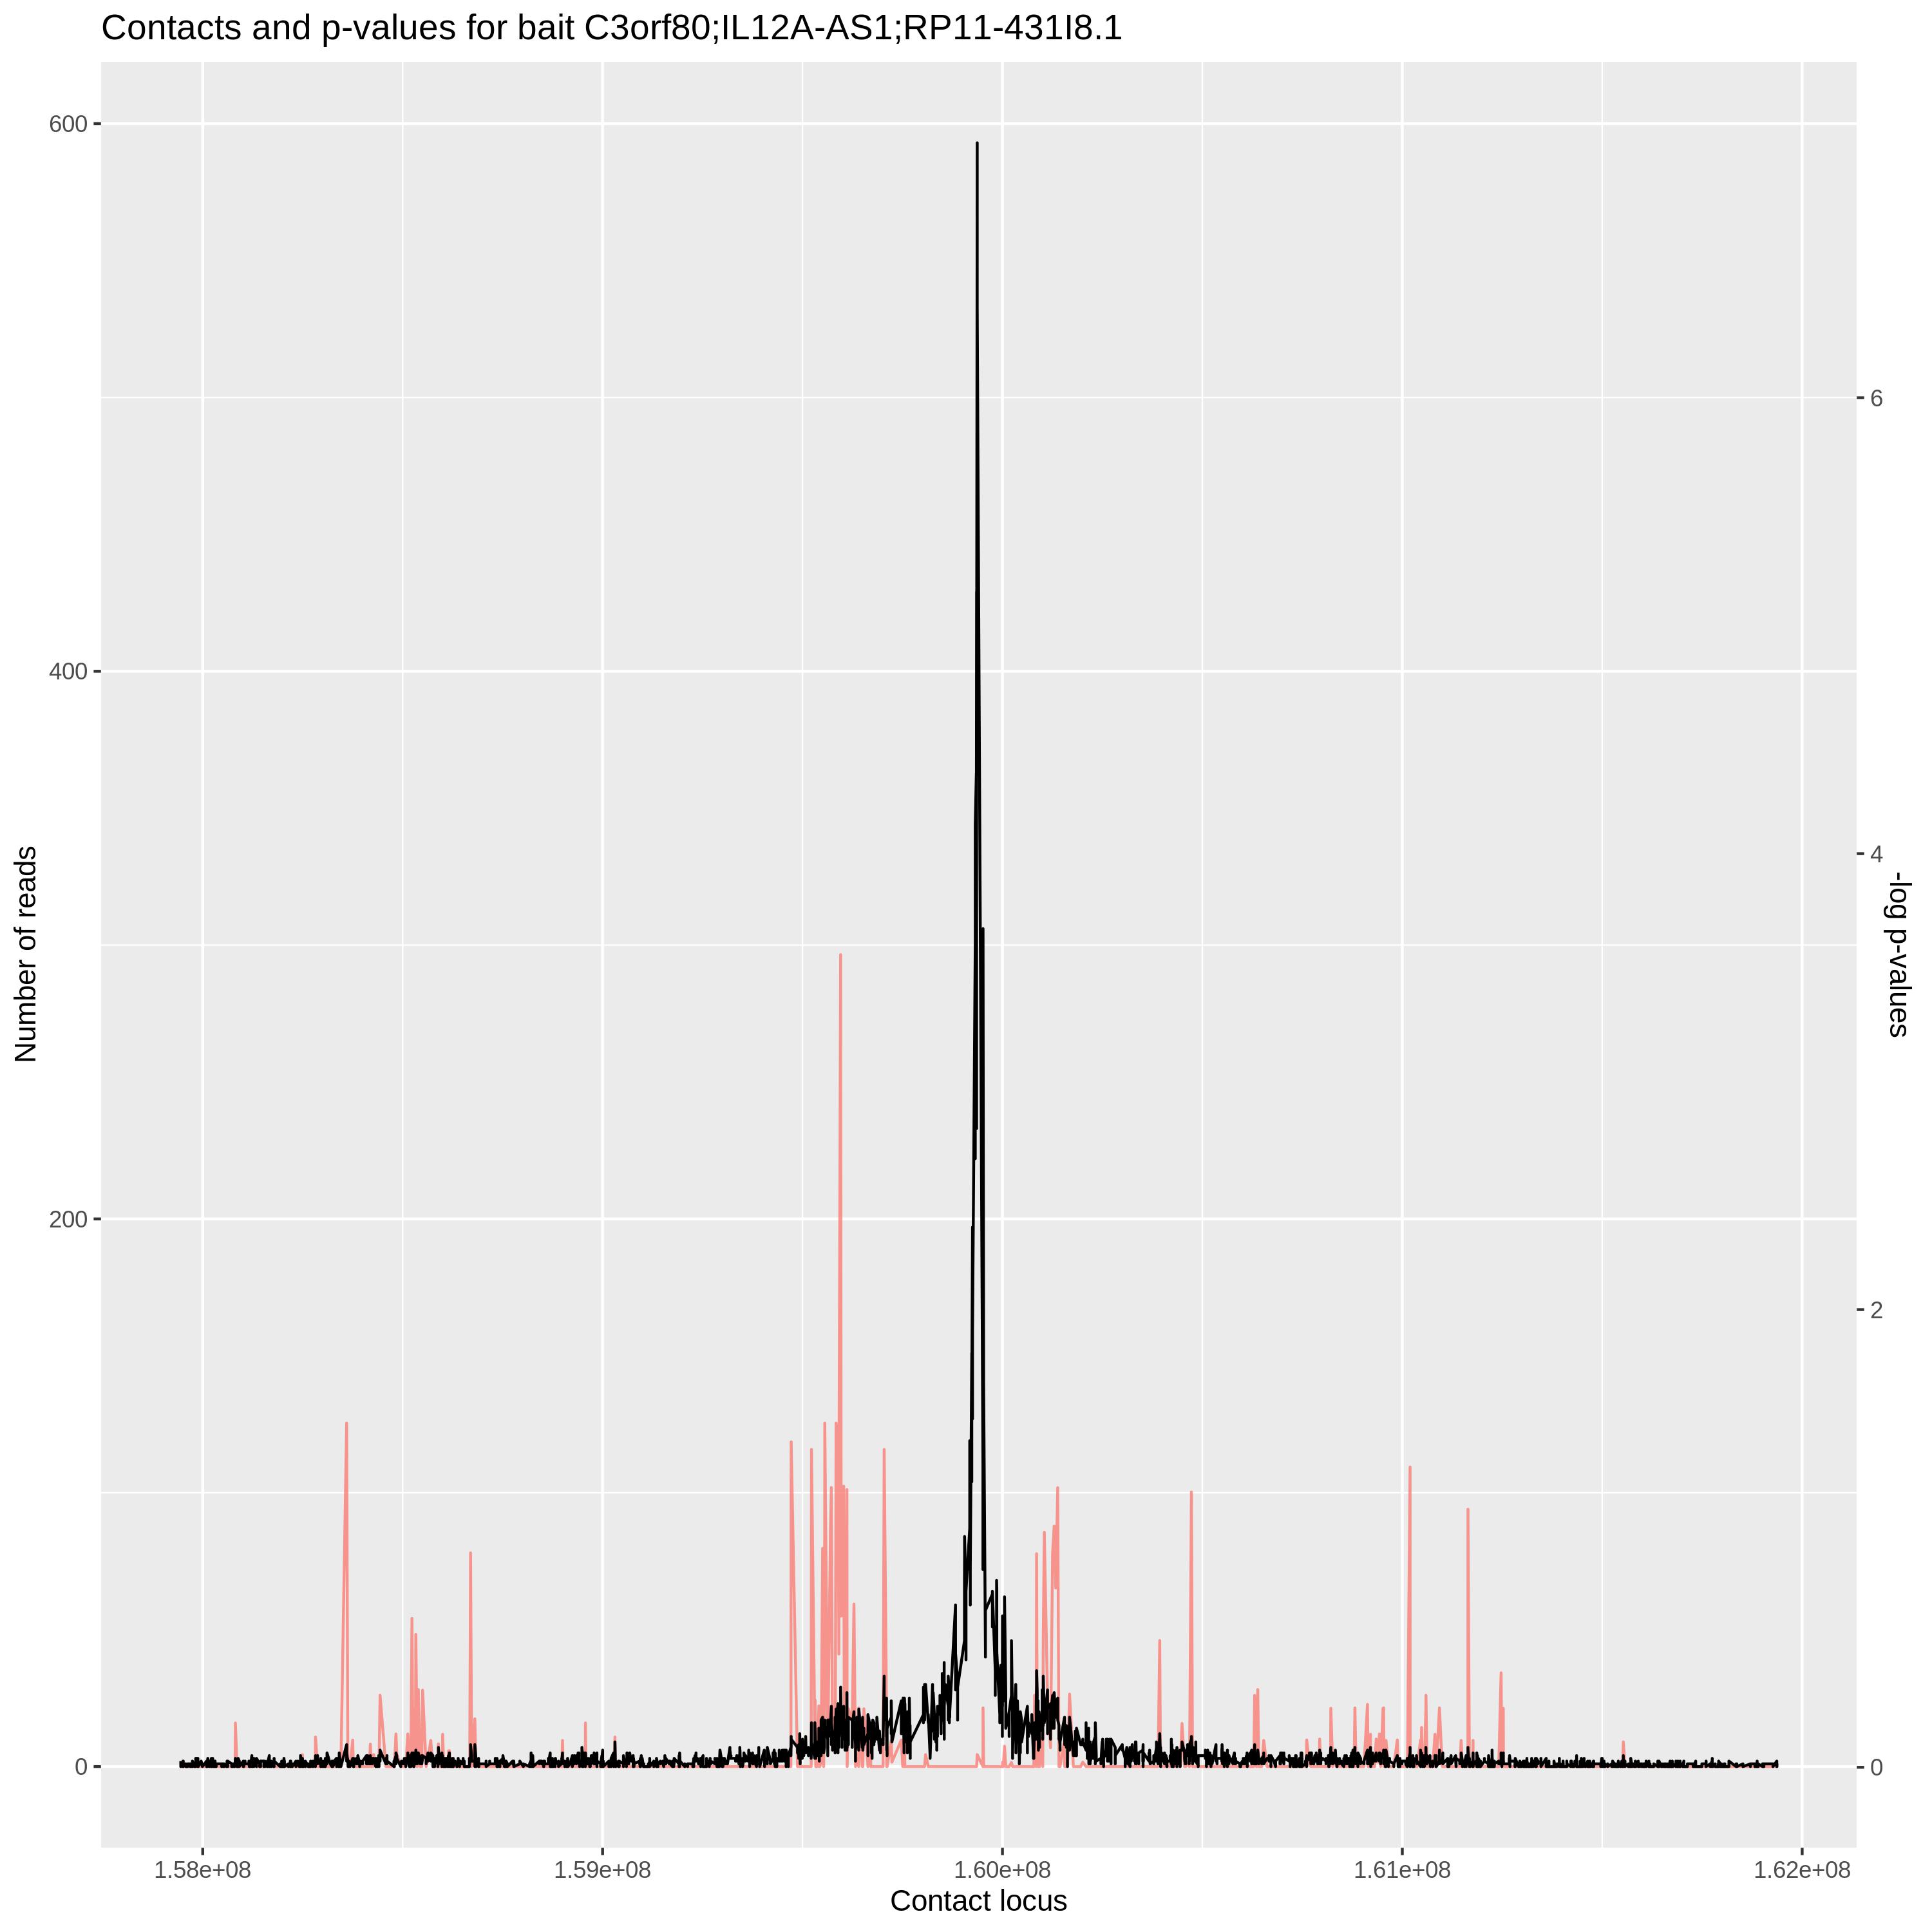 Contacts and p-values for bait C3orf80;IL12A-AS1;RP11-431I8.1
600
400
200
0
Number of reads
6
4
2
0
-log p-values
1.58e+08
1.59e+08
1.60e+08
1.61e+08
1.62e+08
Contact locus